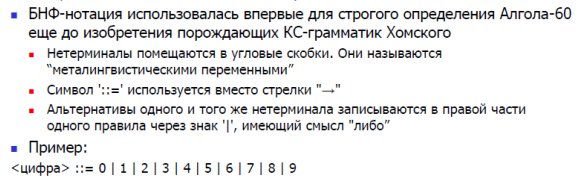 БНФ-нотация использовалась впервые для строгого определения Алгола-60
еще до изобретения порождающих КС-грамматик Хомского
Нетерминалы помещаются в угловые скобки. Они называются
“металингвистическими переменными”
Символ '::=' используется вместо стрелки "→"
Альтернативы одного и того же нетерминала записываются в правой части
одного правила через знак '|', имеющий смысл "либо”
Пример:
<цифра> ::= 0 | 1 | 2 | 3 | 4 | 5 | 6 | 7 | 8 | 9